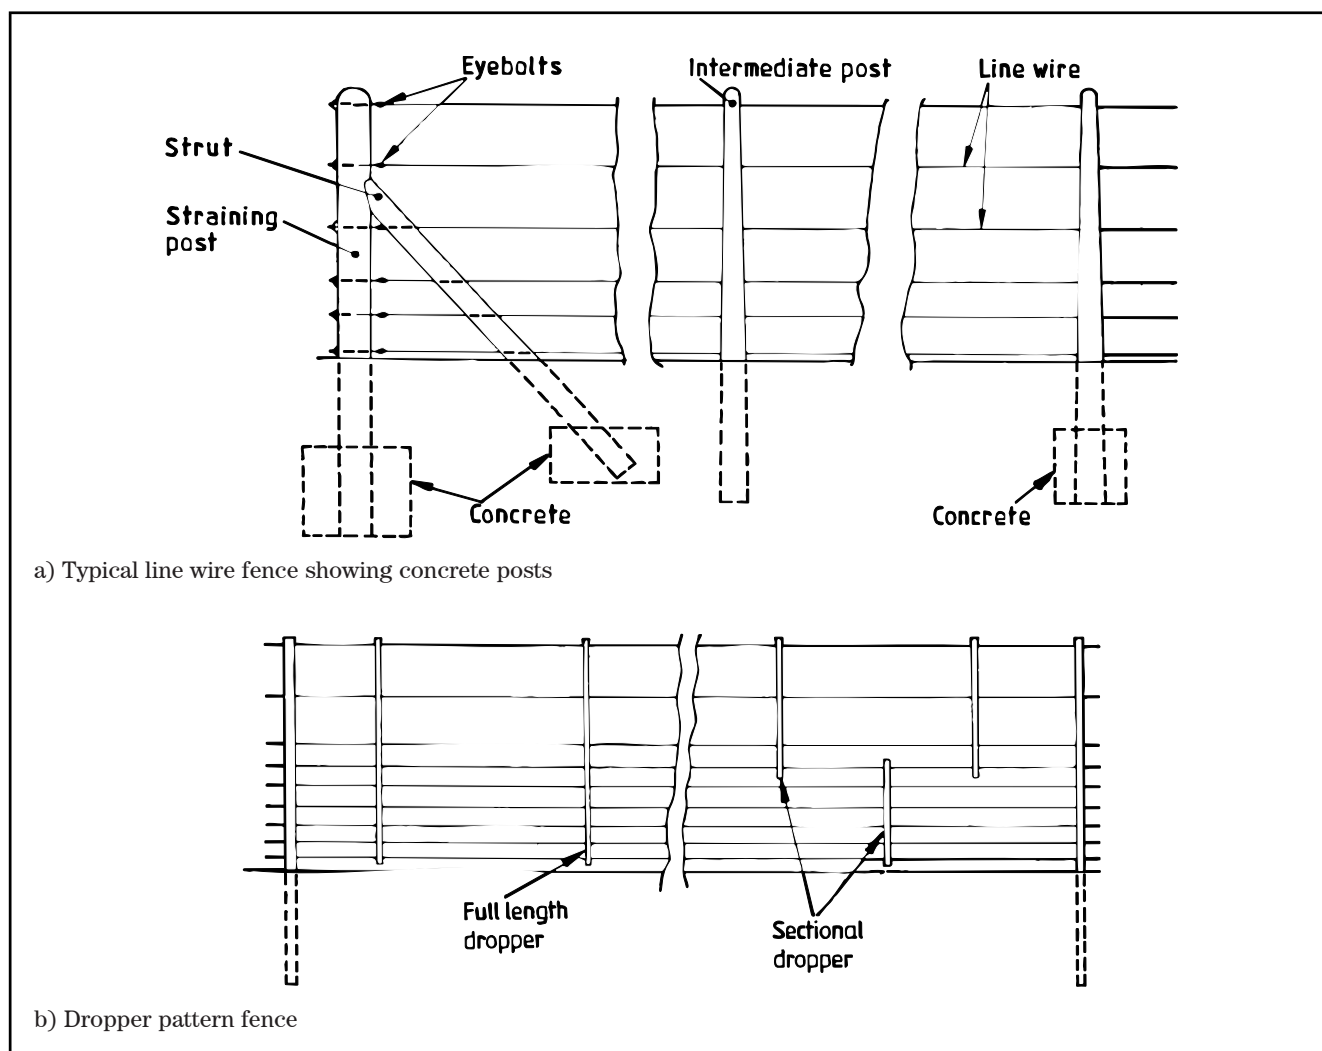 Eyebolts
Intermediate post
Line wire
Strut
Straining
post
Concrete
Concrete
a) Typical line wire fence showing concrete posts
Full length
dropper
Sectional
dropper
b) Dropper pattern fence